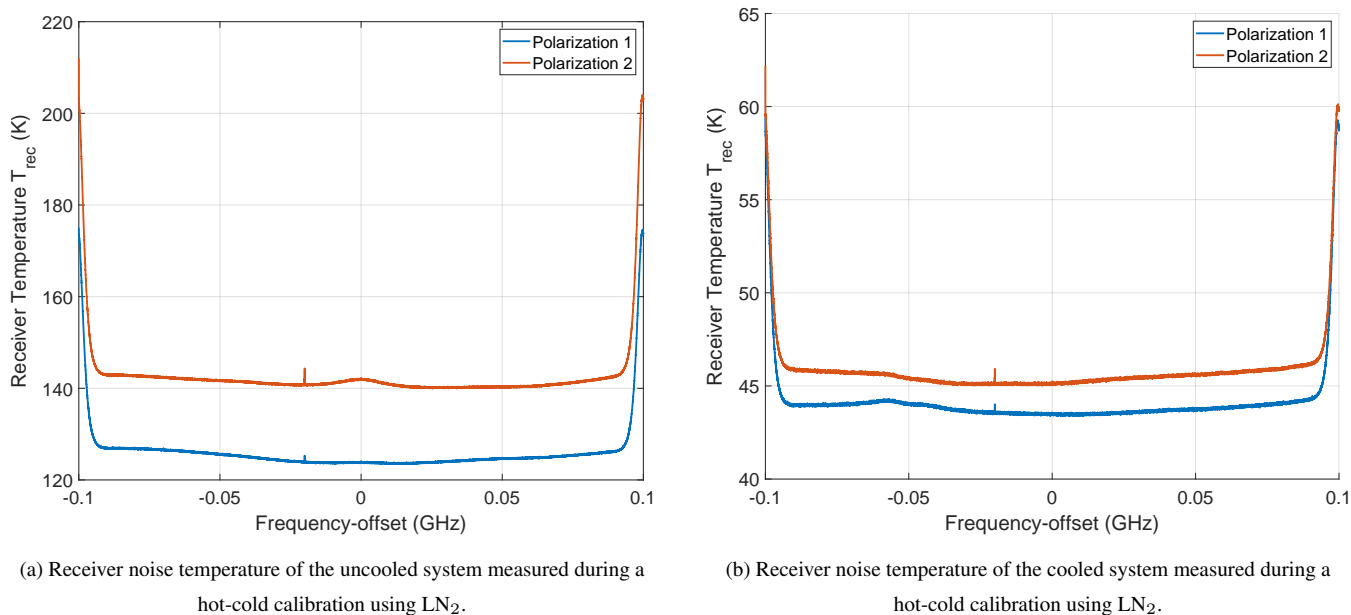 220
200
180
160
140
120
Receiver Temperature T_rec (K)
Polarization 1
Polarization 2
-0.1
-0.05
0
0.05
0.1
Frequency-offset (GHz)
(a) Receiver noise temperature of the uncooled system measured during a
hot-cold calibration using LN₂.
65
60
55
50
45
40
Receiver Temperature T_rec (K)
Polarization 1
Polarization 2
-0.1
-0.05
0
0.05
0.1
Frequency-offset (GHz)
(b) Receiver noise temperature of the cooled system measured during a
hot-cold calibration using LN₂.